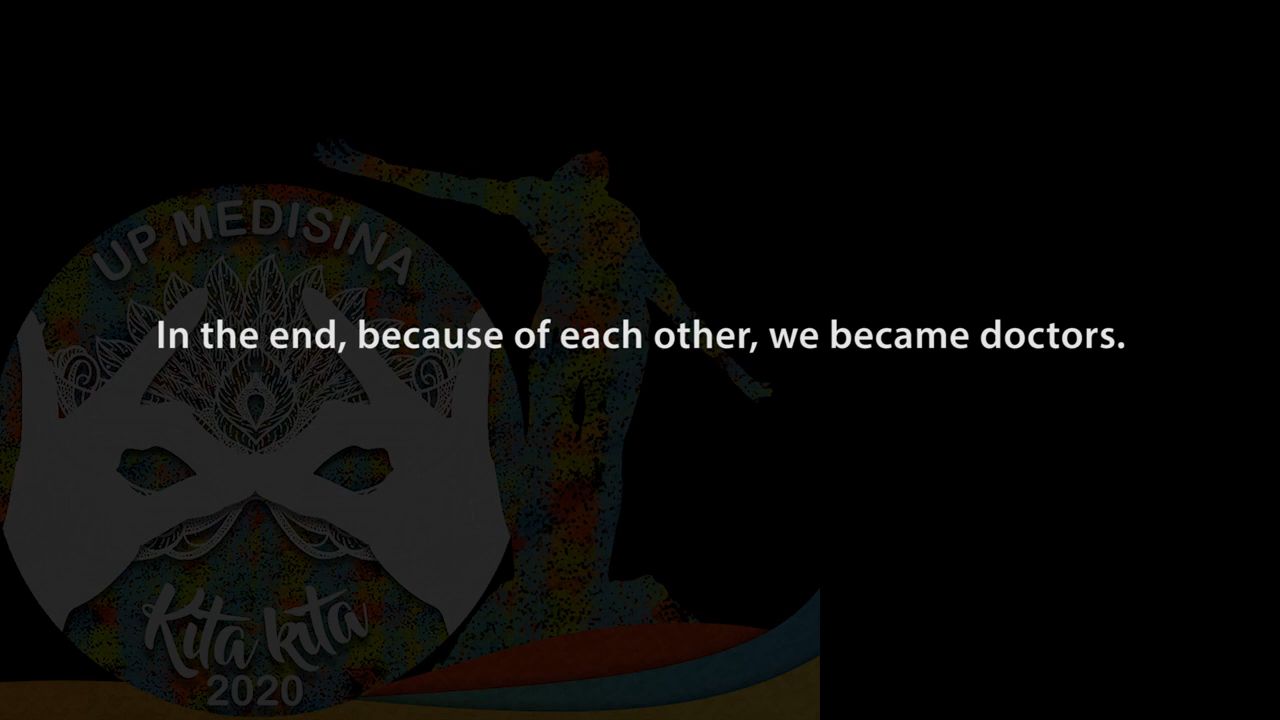 UP MEDISINA
In the end, because of each other, we became doctors.
Kita kita
2020